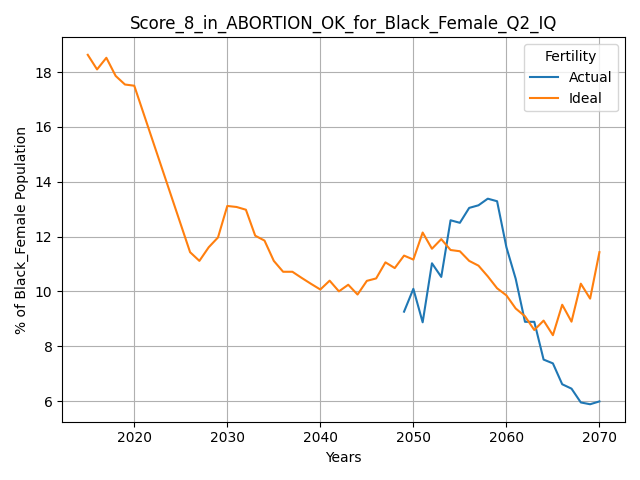 Score_8_in_ABORTION_OK_for_Black_Female_Q2_IQ
Fertility
Actual
Ideal
% of Black_Female Population
18
16
14
12
10
8
6
2020 2030 2040 2050 2060 2070
Years